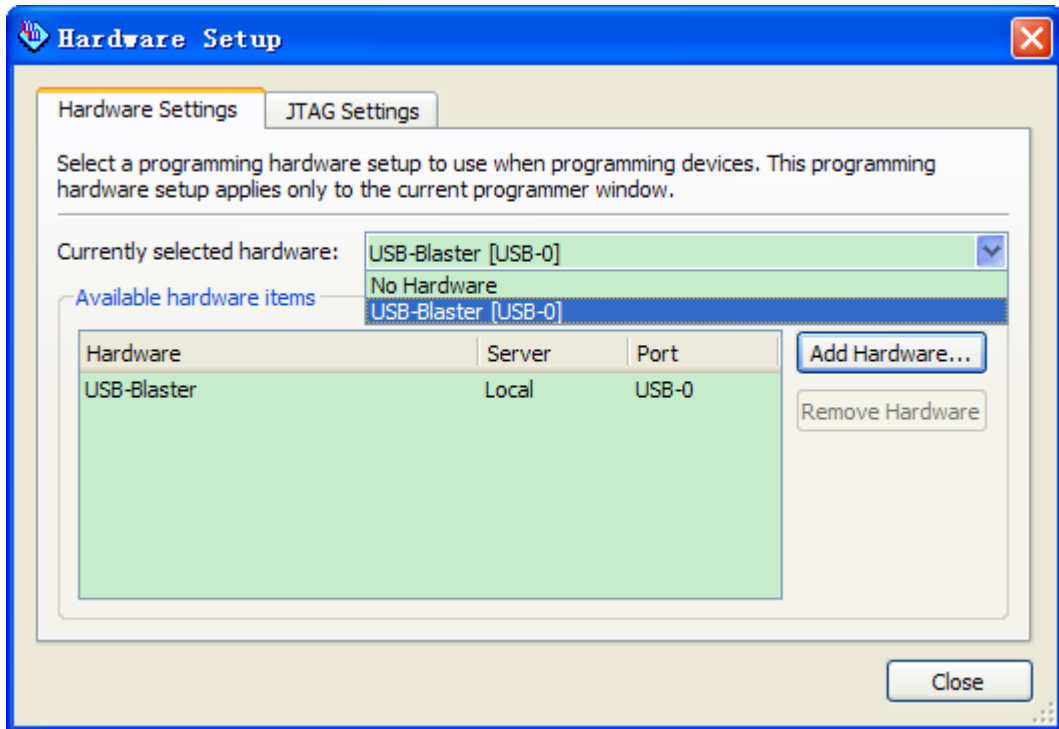 Hardware Setup
Hardware Settings
JTAG Settings
Select a programming hardware setup to use when programming devices. This programming
hardware setup applies only to the current programmer window.
Currently selected hardware:
USB-Blaster [USB-0]
No Hardware
USB-Blaster [USB-0]
Available hardware items
Hardware Server Port
USB-Blaster Local USB-0
Add Hardware...
Remove Hardware
Close